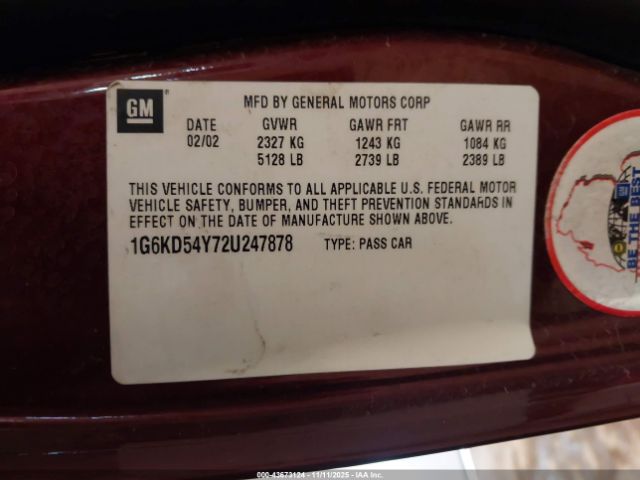 GM
MFD BY GENERAL MOTORS CORP
DATE GVWR GAWR FRT GAWR RR
02/02 2327 KG 1243 KG 1084 KG
5128 LB 2739 LB 2389 LB
THIS VEHICLE CONFORMS TO ALL APPLICABLE U.S. FEDERAL MOTOR
VEHICLE SAFETY, BUMPER, AND THEFT PREVENTION STANDARDS IN
EFFECT ON THE DATE OF MANUFACTURE SHOWN ABOVE.
1G6KD54Y72U247878 TYPE: PASS CAR
BE THE BEST
00-43673124 - 11/11/2025 - IAA Inc.